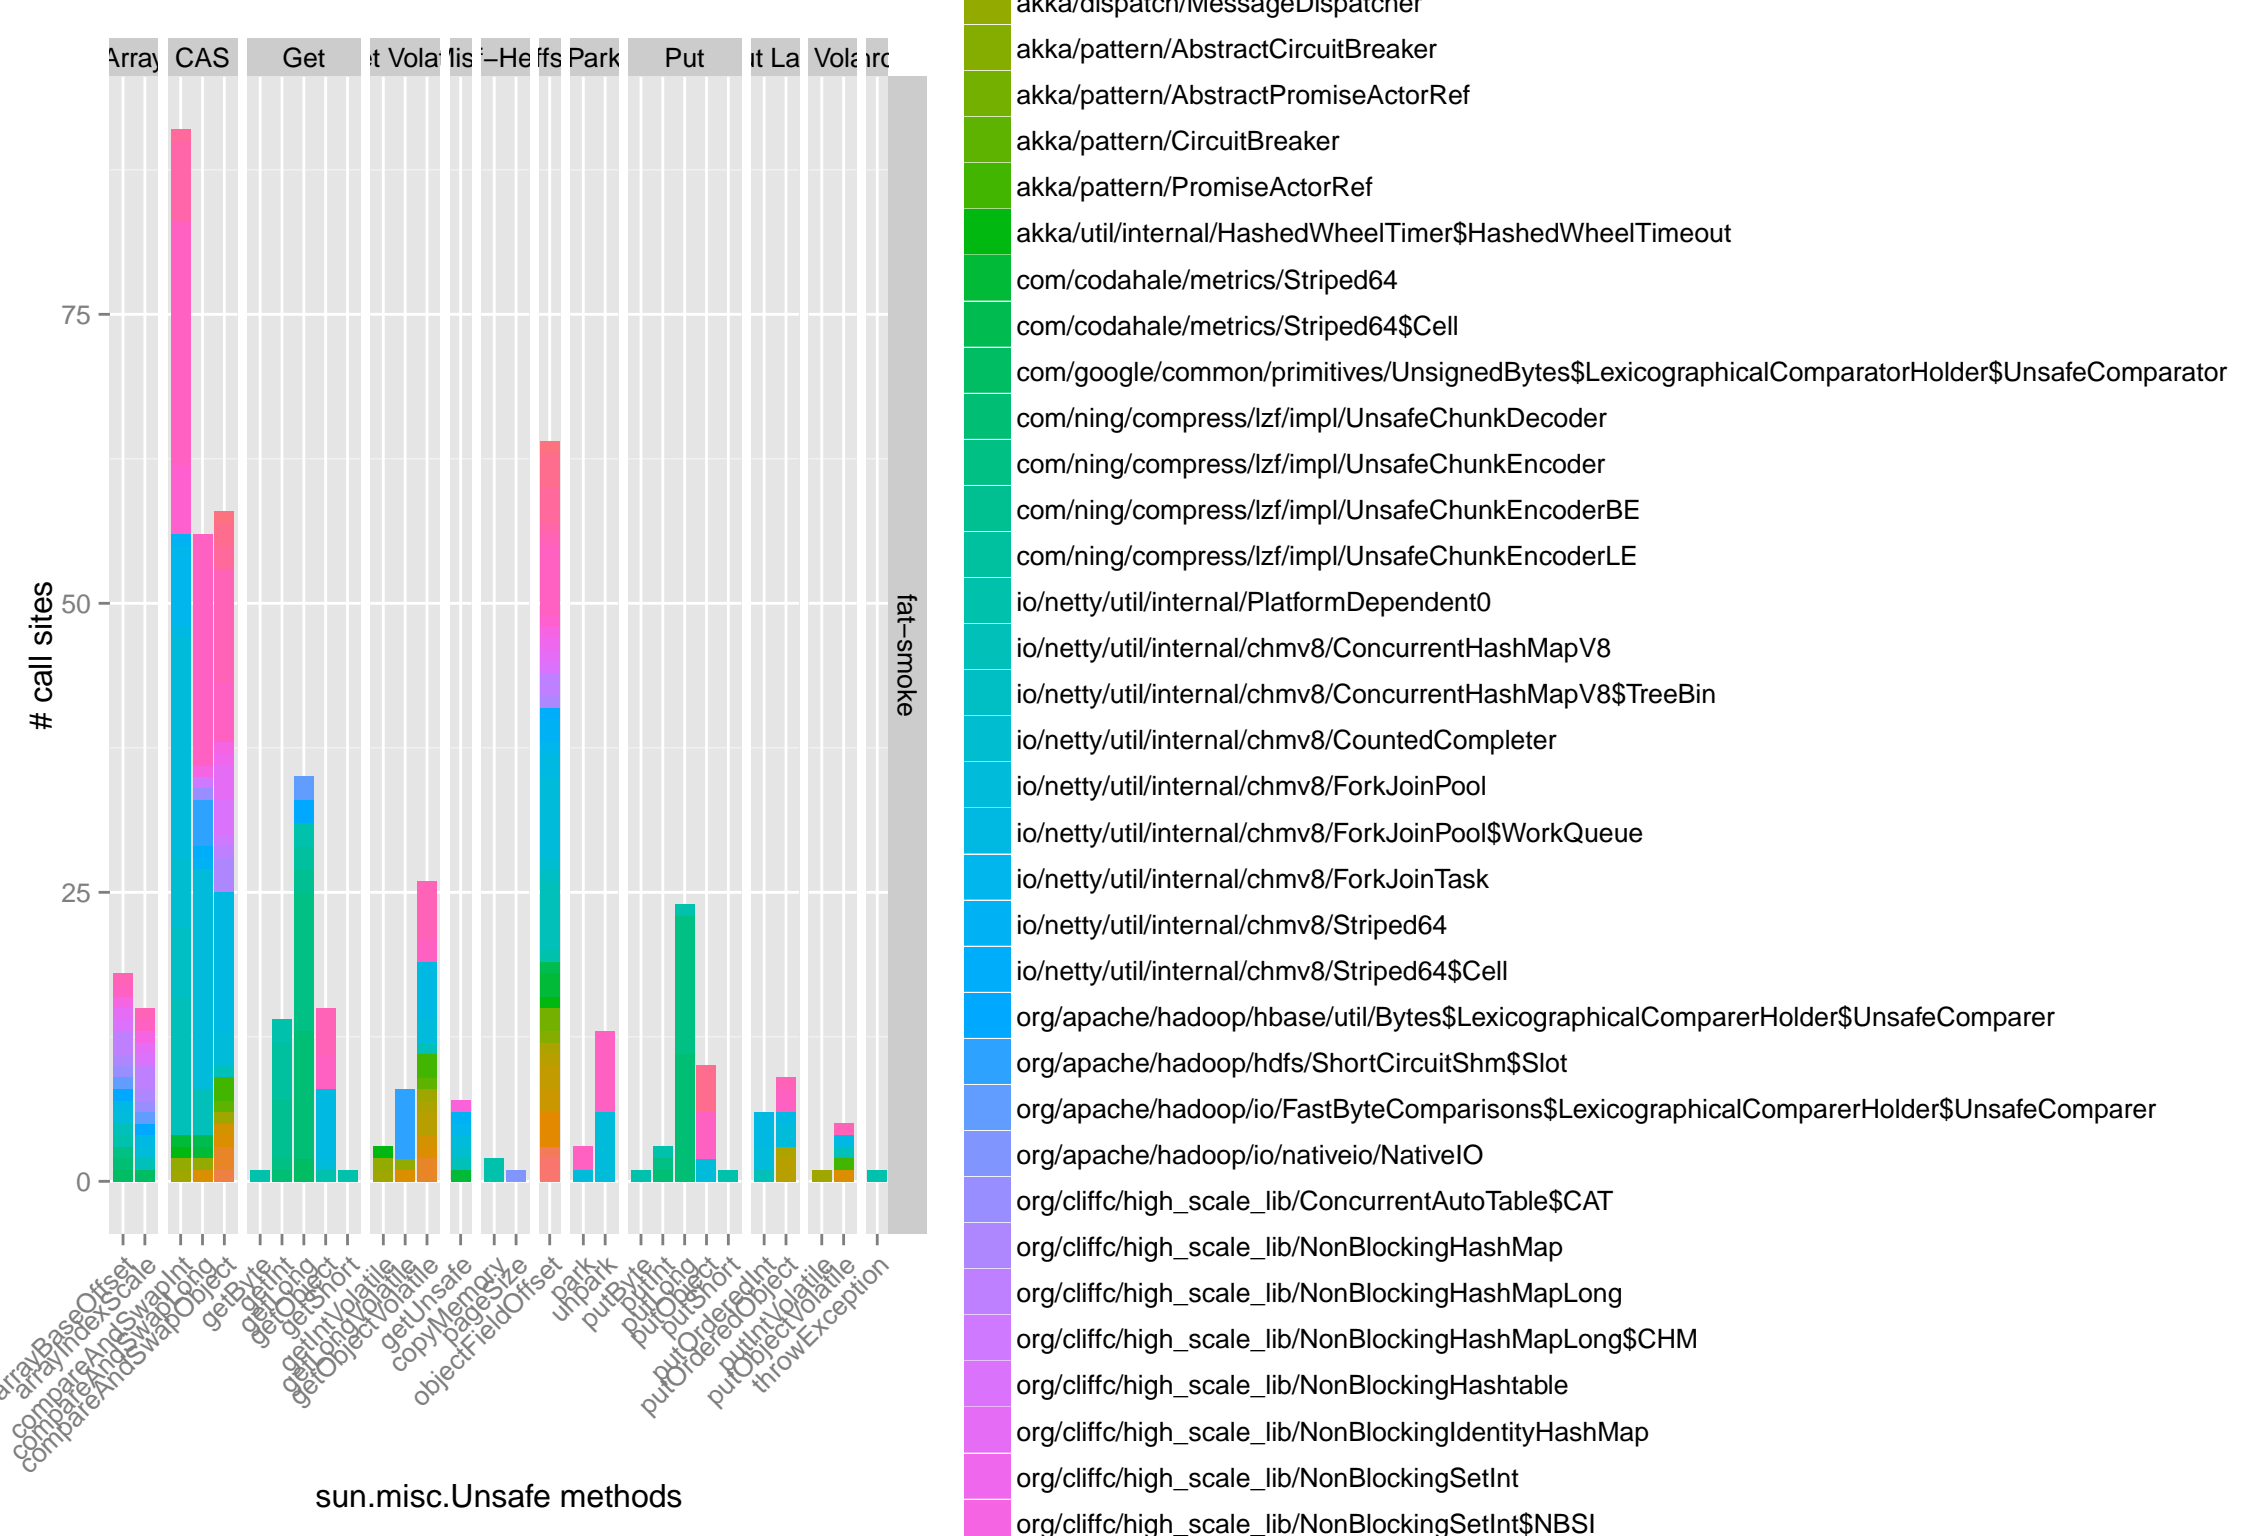 Array
CAS
Get
et Volat
Mis
f−He
ffs
Park
Put
ut La
Vola
hro
75
50
25
0
# call sites
fat−smoke
arrayBaseOffset
arrayIndexScale
compareAndSwapInt
compareAndSwapLong
compareAndSwapObject
getByte
getInt
getLong
getObject
getShort
getIntVolatile
getLongVolatile
getObjectVolatile
getUnsafe
copyMemory
pageSize
objectFieldOffset
park
unpark
putByte
putInt
putLong
putObject
putShort
putOrderedInt
putOrderedObject
putIntVolatile
putObjectVolatile
throwException
sun.misc.Unsafe methods
akka/dispatch/MessageDispatcher
akka/pattern/AbstractCircuitBreaker
akka/pattern/AbstractPromiseActorRef
akka/pattern/CircuitBreaker
akka/pattern/PromiseActorRef
akka/util/internal/HashedWheelTimer$HashedWheelTimeout
com/codahale/metrics/Striped64
com/codahale/metrics/Striped64$Cell
com/google/common/primitives/UnsignedBytes$LexicographicalComparatorHolder$UnsafeComparator
com/ning/compress/lzf/impl/UnsafeChunkDecoder
com/ning/compress/lzf/impl/UnsafeChunkEncoder
com/ning/compress/lzf/impl/UnsafeChunkEncoderBE
com/ning/compress/lzf/impl/UnsafeChunkEncoderLE
io/netty/util/internal/PlatformDependent0
io/netty/util/internal/chmv8/ConcurrentHashMapV8
io/netty/util/internal/chmv8/ConcurrentHashMapV8$TreeBin
io/netty/util/internal/chmv8/CountedCompleter
io/netty/util/internal/chmv8/ForkJoinPool
io/netty/util/internal/chmv8/ForkJoinPool$WorkQueue
io/netty/util/internal/chmv8/ForkJoinTask
io/netty/util/internal/chmv8/Striped64
io/netty/util/internal/chmv8/Striped64$Cell
org/apache/hadoop/hbase/util/Bytes$LexicographicalComparerHolder$UnsafeComparer
org/apache/hadoop/hdfs/ShortCircuitShm$Slot
org/apache/hadoop/io/FastByteComparisons$LexicographicalComparerHolder$UnsafeComparer
org/apache/hadoop/io/nativeio/NativeIO
org/cliffc/high_scale_lib/ConcurrentAutoTable$CAT
org/cliffc/high_scale_lib/NonBlockingHashMap
org/cliffc/high_scale_lib/NonBlockingHashMapLong
org/cliffc/high_scale_lib/NonBlockingHashMapLong$CHM
org/cliffc/high_scale_lib/NonBlockingHashtable
org/cliffc/high_scale_lib/NonBlockingIdentityHashMap
org/cliffc/high_scale_lib/NonBlockingSetInt
org/cliffc/high_scale_lib/NonBlockingSetInt$NBSI